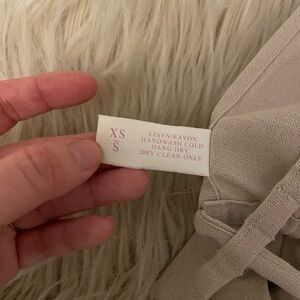 XS
S
LINEN/RAYON
HANDWASH COLD
HANG DRY.
DRY CLEAN ONLY